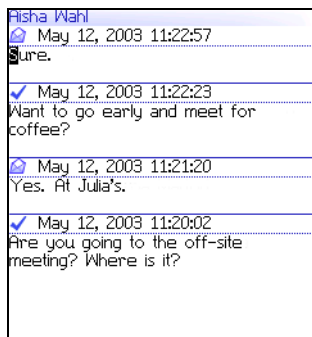 Aisha Wahl
May 12, 2003 11:22:57
Sure.
May 12, 2003 11:22:23
Want to go early and meet for
coffee?
May 12, 2003 11:21:20
Yes. At Julia's.
May 12, 2003 11:20:02
Are you going to the off-site
meeting? Where is it?